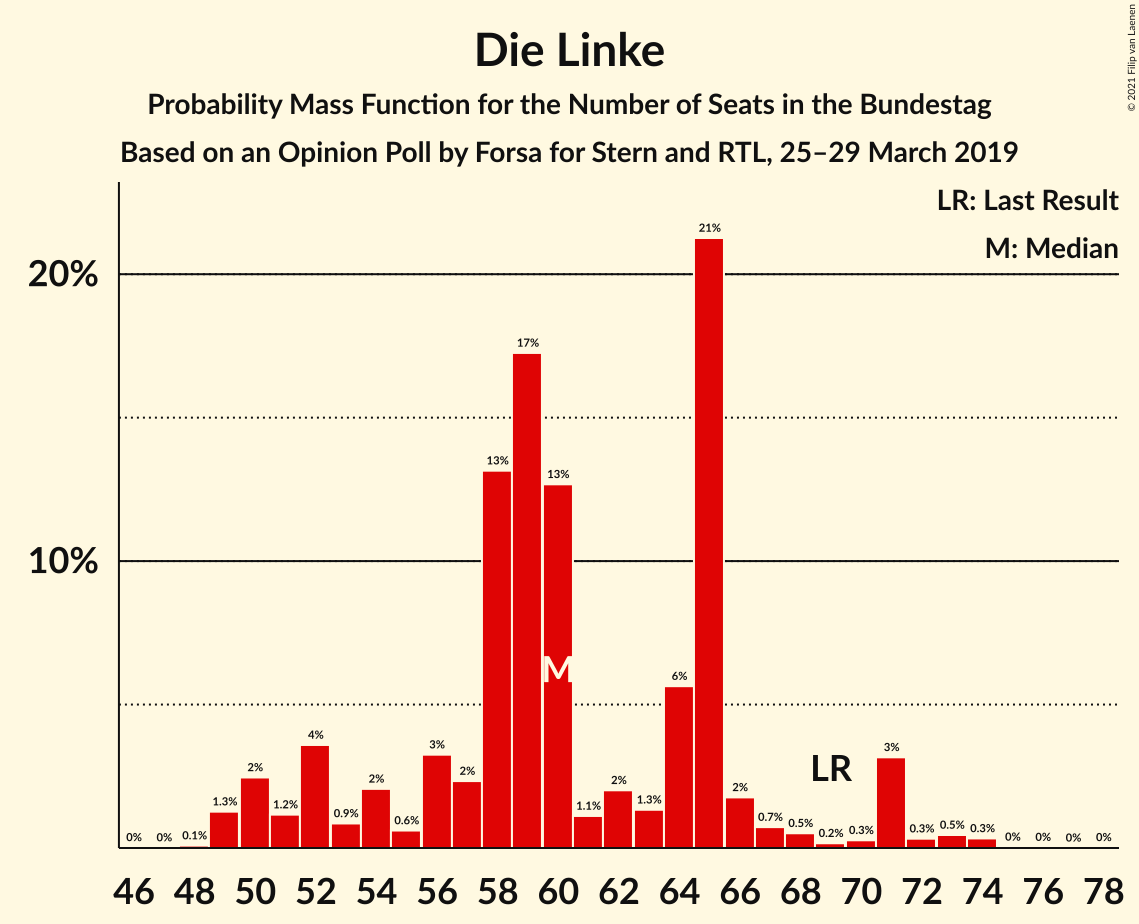 Die Linke
Probability Mass Function for the Number of Seats in the Bundestag
Based on an Opinion Poll by Forsa for Stern and RTL, 25–29 March 2019
© 2021 Filip van Laenen
LR: Last Result
M: Median
20%
10%
0% 0% 0.1% 1.3% 2% 1.2% 4% 0.9% 2% 0.6% 3% 2% 13% 17% 13% 1.1% 2% 1.3% 6% 21% 2% 0.7% 0.5% 0.2% 0.3% 3% 0.3% 0.5% 0.3% 0% 0% 0% 0%
M
LR
46 48 50 52 54 56 58 60 62 64 66 68 70 72 74 76 78